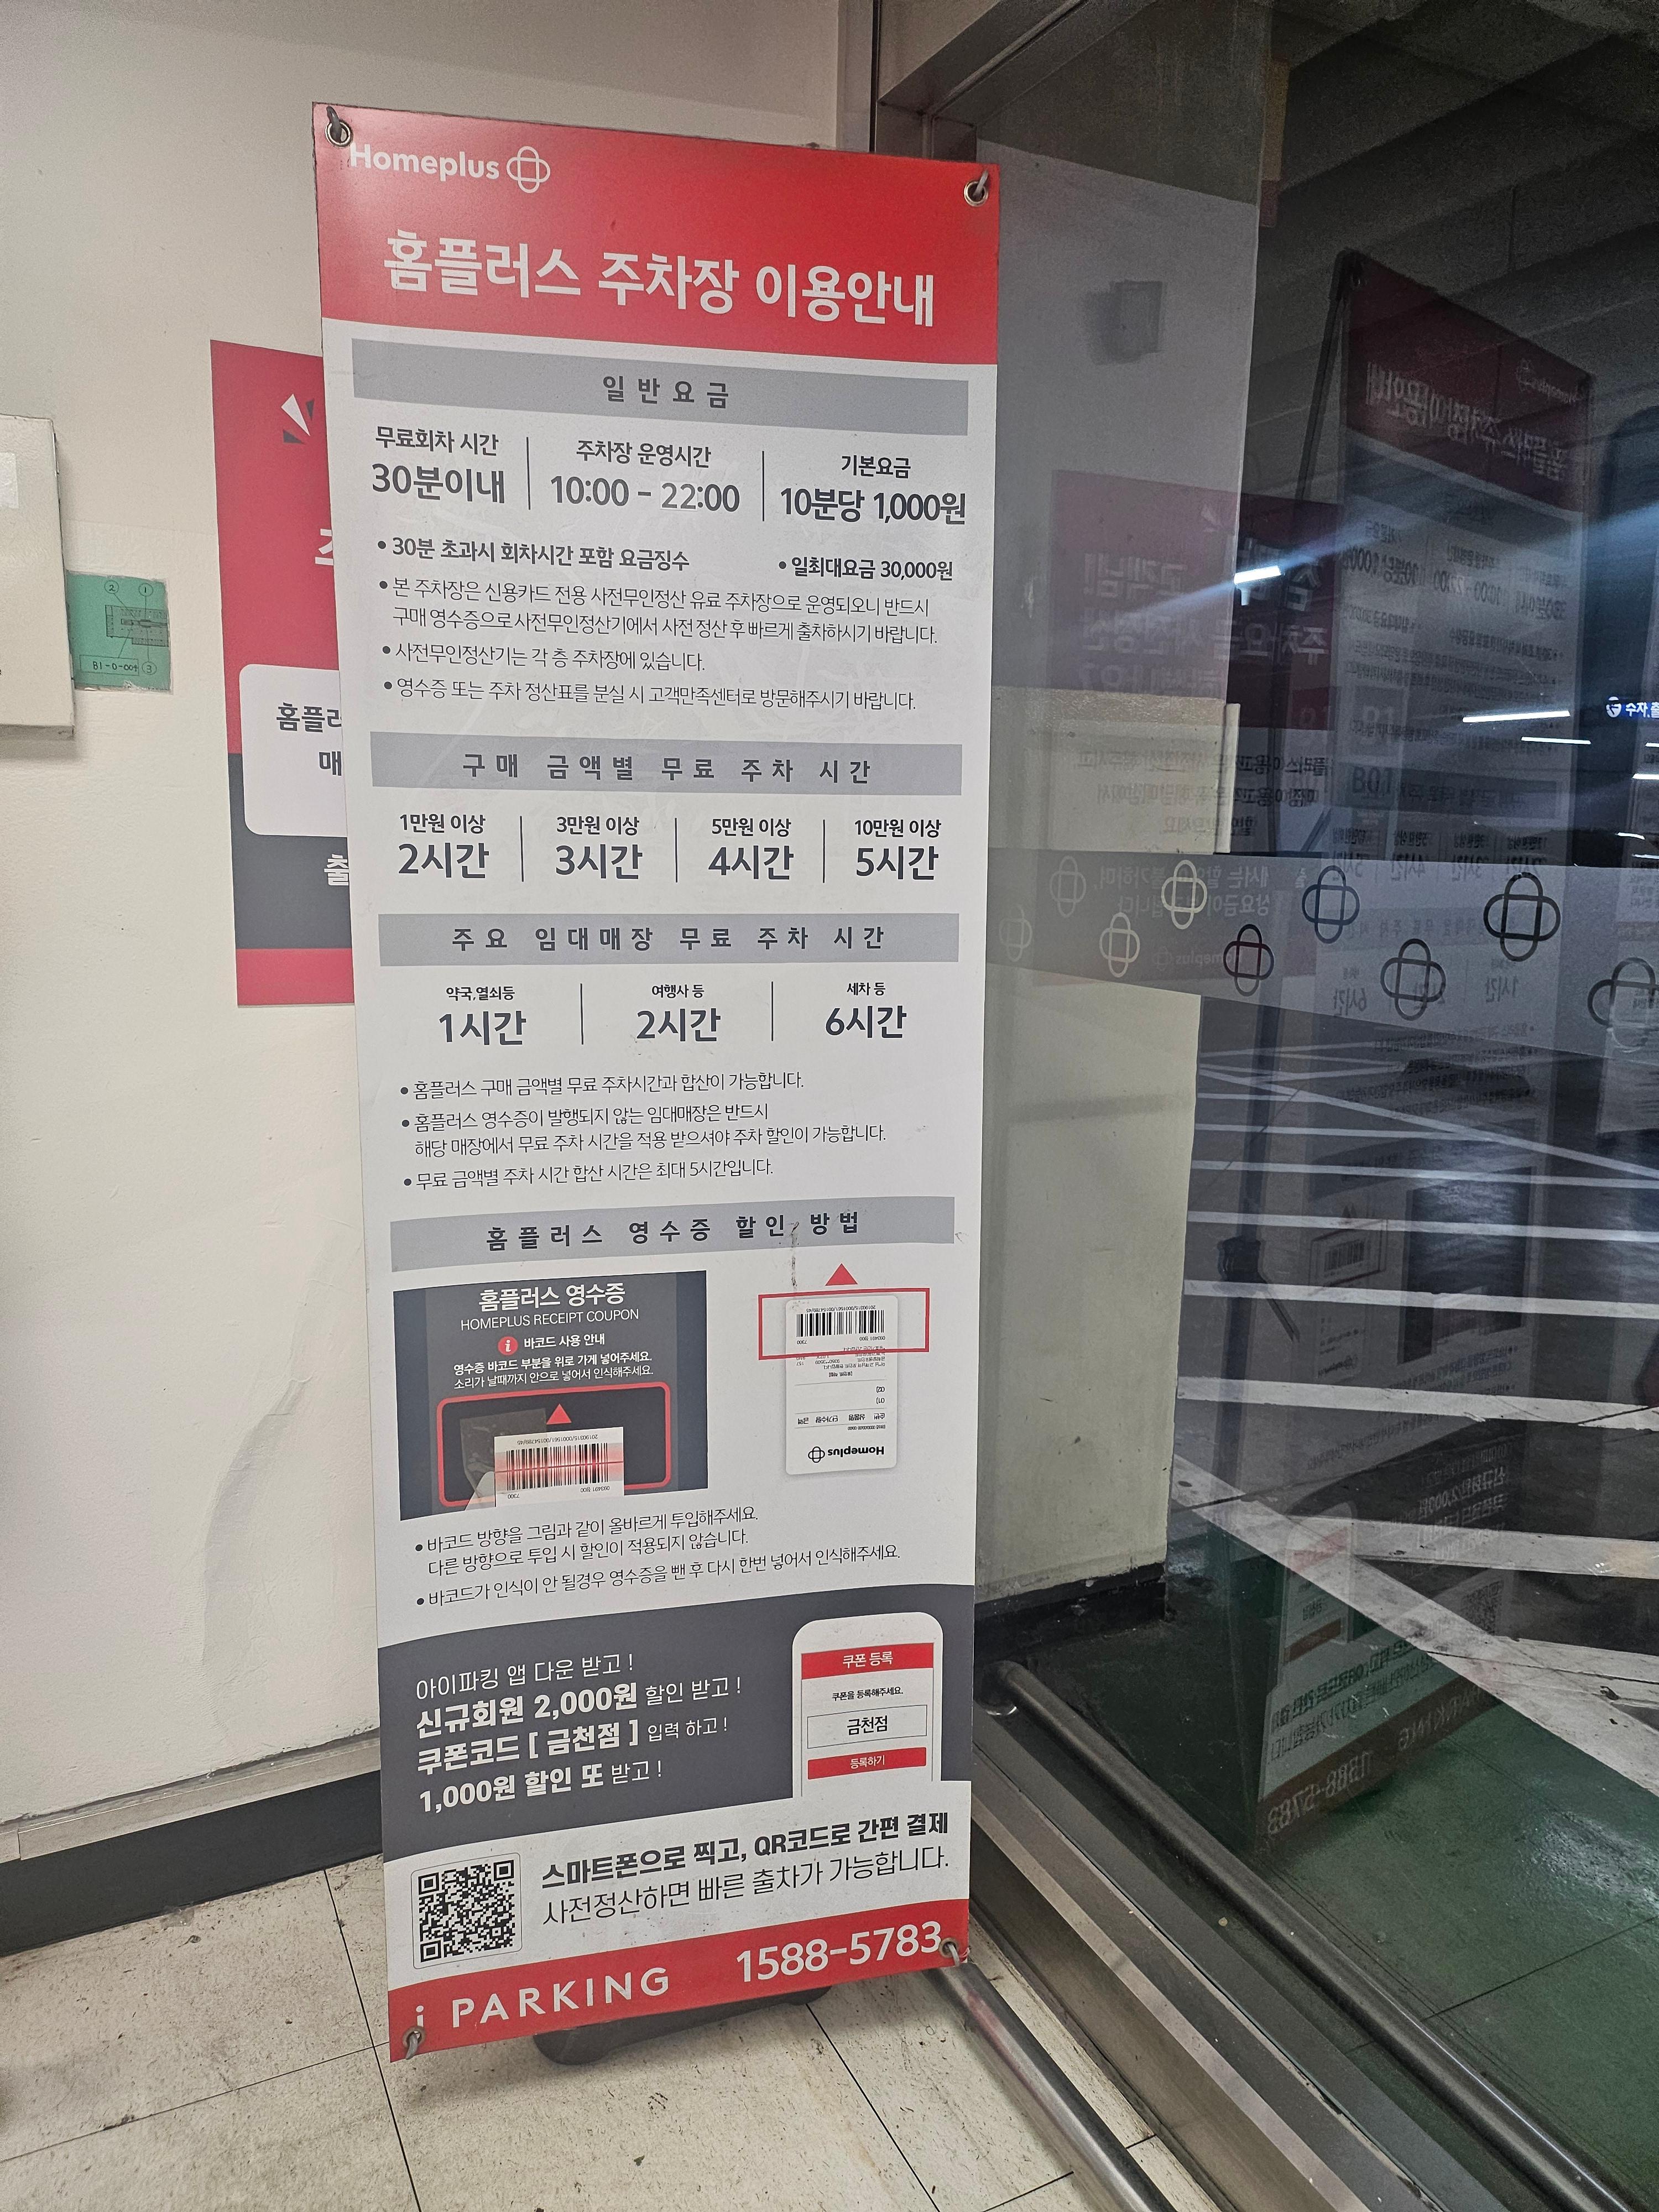 Homeplus
홈플러스 주차장 이용안내
일반요금
무료회차 시간
30분이내
주차장 운영시간
10:00 - 22:00
기본요금
10분당 1,000원
• 30분 초과시 회차시간 포함 요금징수
• 일최대요금 30,000원
• 본 주차장은 신용카드 전용 사전무인정산 유료 주차장으로 운영되오니 반드시
구매 영수증으로 사전무인정산기에서 사전 정산 후 빠르게 출차하시기 바랍니다.
• 사전무인정산기는 각 층 주차장에 있습니다.
• 영수증 또는 주차 정산표를 분실 시 고객만족센터로 방문해주시기 바랍니다.
구매 금액별 무료 주차 시간
1만원 이상
2시간
3만원 이상
3시간
5만원 이상
4시간
10만원 이상
5시간
주요 임대매장 무료 주차 시간
약국,열쇠등
1시간
여행사 등
2시간
세차 등
6시간
• 홈플러스 구매 금액별 무료 주차시간과 합산이 가능합니다.
• 홈플러스 영수증이 발행되지 않는 임대매장은 반드시
해당 매장에서 무료 주차 시간을 적용 받으셔야 주차 할인이 가능합니다.
• 무료 금액별 주차 시간 합산 시간은 최대 5시간입니다.
홈플러스 영수증 할인 방법
홈플러스 영수증
HOMEPLUS RECEIPT COUPON
i 바코드 사용 안내
영수증 바코드 부분을 위로 가게 넣어주세요.
소리가 날때까지 안으로 넣어서 인식해주세요.
Homeplus
• 바코드 방향을 그림과 같이 올바르게 투입해주세요.
다른 방향으로 투입 시 할인이 적용되지 않습니다.
• 바코드가 인식이 안 될경우 영수증을 뺀 후 다시 한번 넣어서 인식해주세요.
아이파킹 앱 다운 받고 !
신규회원 2,000원 할인 받고 !
쿠폰코드 [ 금천점 ] 입력 하고 !
1,000원 할인 또 받고 !
쿠폰 등록
쿠폰을 등록해주세요.
금천점
등록하기
스마트폰으로 찍고, QR코드로 간편 결제
사전정산하면 빠른 출차가 가능합니다.
i PARKING
1588-5783
홈플러
매
출
B1-D-004